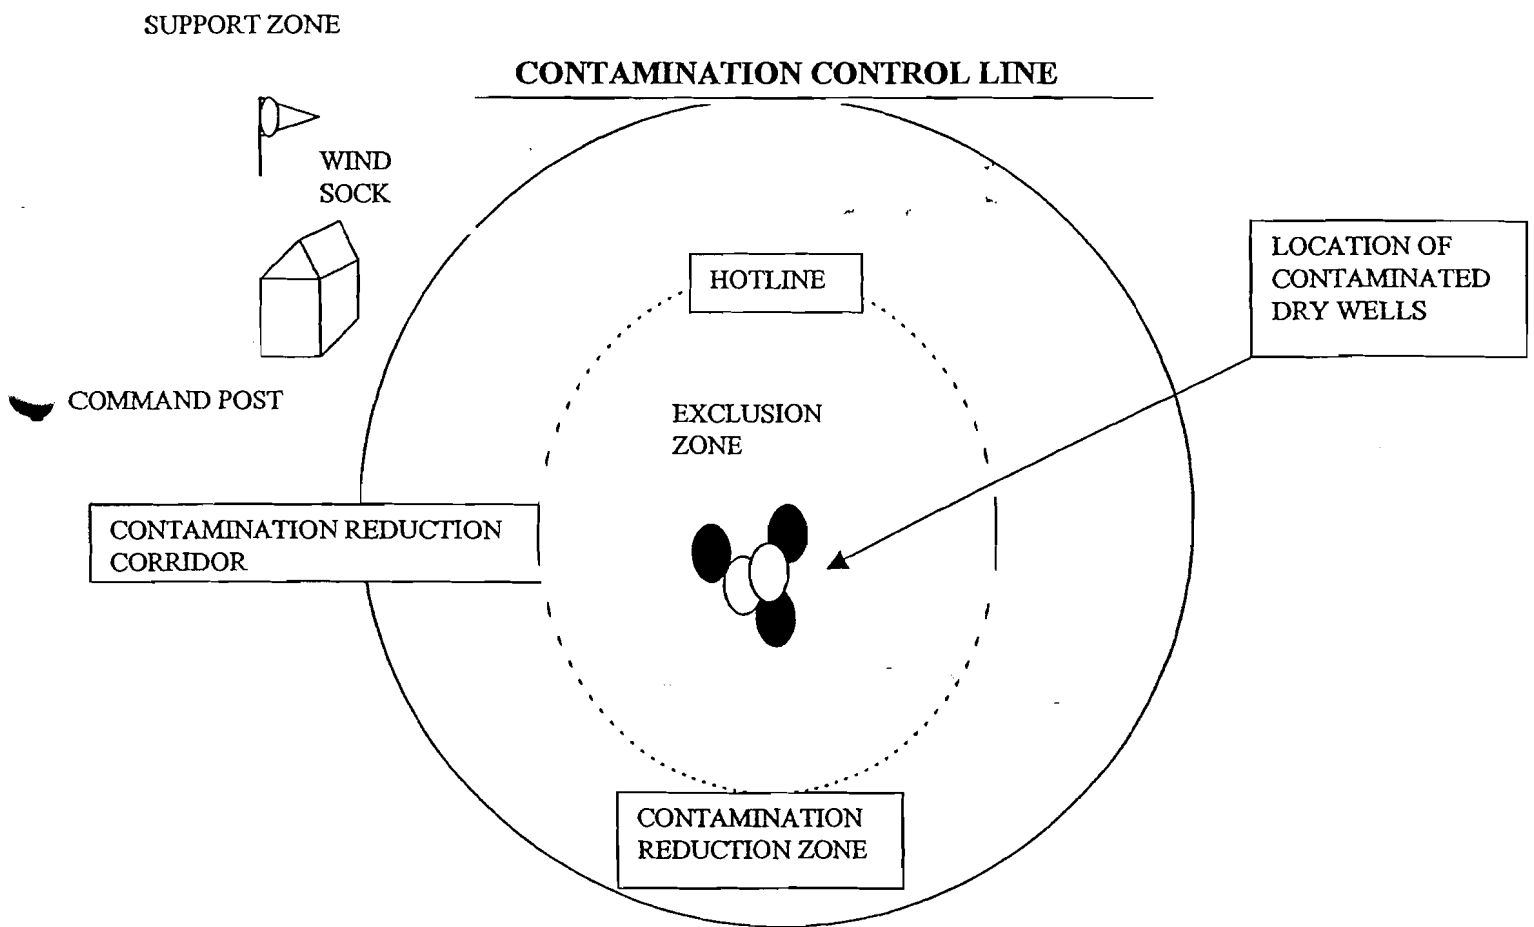 SUPPORT ZONE
CONTAMINATION CONTROL LINE
WIND
SOCK
HOTLINE
LOCATION OF
CONTAMINATED
DRY WELLS
COMMAND POST
EXCLUSION
ZONE
CONTAMINATION REDUCTION
CORRIDOR
CONTAMINATION
REDUCTION ZONE